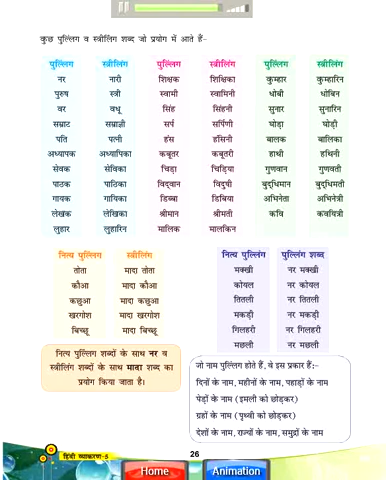 कुछ पुल्लिंग व स्त्रीलिंग शब्द जो प्रयोग में आते हैं–
पुल्लिंग स्त्रीलिंग पुल्लिंग स्त्रीलिंग पुल्लिंग स्त्रीलिंग
नर नारी शिक्षक शिक्षिका कुम्हार कुम्हारिन
पुरुष स्त्री स्वामी स्वामिनी धोबी धोबिन
वर वधू सिंह सिंहनी सुनार सुनारिन
सम्राट सम्राज्ञी सर्प सर्पिणी घोड़ा घोड़ी
पति पत्नी हंस हंसिनी बालक बालिका
अध्यापक अध्यापिका कबूतर कबूतरी हाथी हथिनी
सेवक सेविका चिड़ा चिड़िया गुणवान गुणवती
पाठक पाठिका विद्वान विदुषी बुद्धिमान बुद्धिमती
गायक गायिका डिब्बा डिबिया अभिनेता अभिनेत्री
लेखक लेखिका श्रीमान श्रीमती कवि कवयित्री
लुहार लुहारिन मालिक मालकिन
नित्य पुल्लिंग स्त्रीलिंग नित्य पुल्लिंग पुल्लिंग शब्द
तोता मादा तोता मक्खी नर मक्खी
कौआ मादा कौआ कोयल नर कोयल
कछुआ मादा कछुआ तितली नर तितली
खरगोश मादा खरगोश मकड़ी नर मकड़ी
बिच्छू मादा बिच्छू गिलहरी नर गिलहरी
मछली नर मछली
नित्य पुल्लिंग शब्दों के साथ नर व
स्त्रीलिंग शब्दों के साथ मादा शब्द का
प्रयोग किया जाता है।
जो नाम पुल्लिंग होते हैं, वे इस प्रकार हैं;–
दिनों के नाम, महीनों के नाम, पहाड़ों के नाम
पेड़ों के नाम (इमली को छोड़कर)
ग्रहों के नाम (पृथ्वी को छोड़कर)
देशों के नाम, राज्यों के नाम, समुद्रों के नाम
हिंदी व्याकरण-5
26
Home Animation